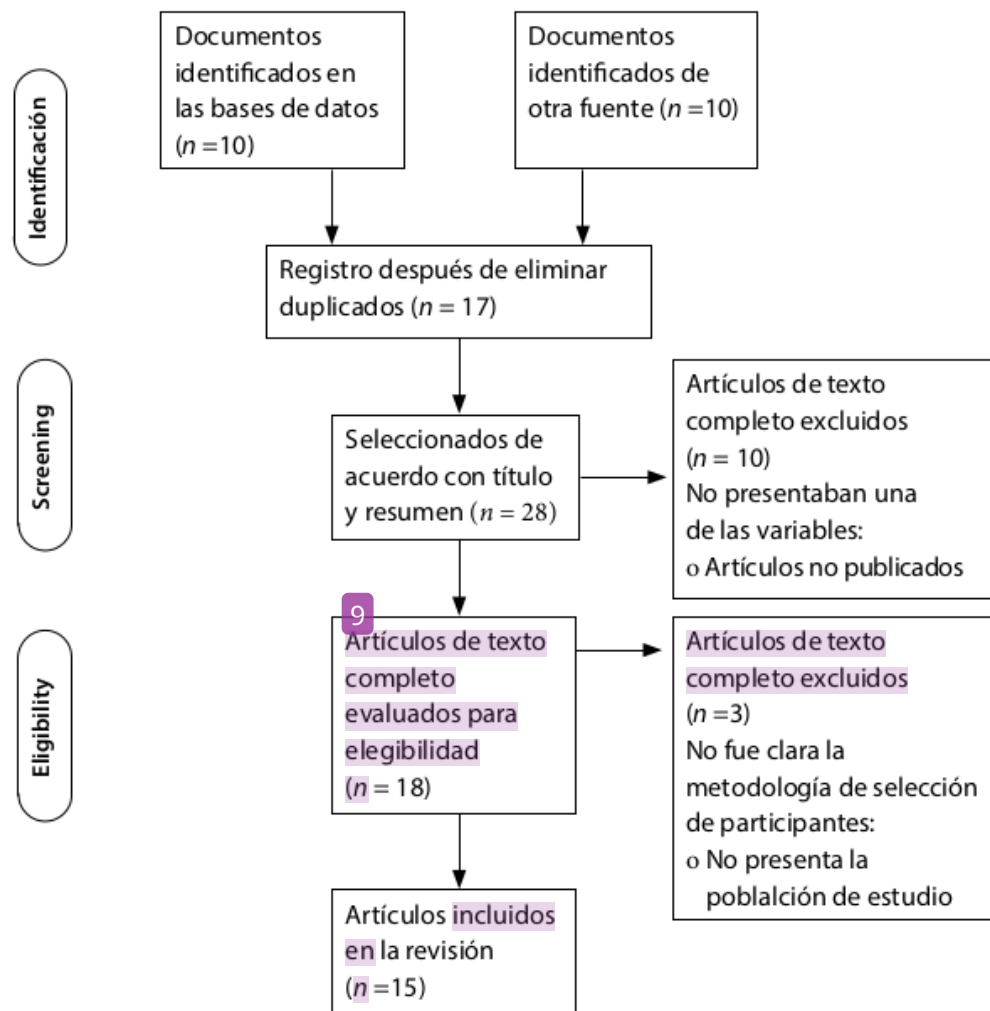 Documentos
identificados en
las bases de datos
(n =10)
Documentos
identificados de
otra fuente (n =10)
Identificación
Registro después de eliminar
duplicados (n = 17)
Screening
Seleccionados de
acuerdo con título
y resumen (n = 28)
Artículos de texto
completo excluidos
(n = 10)
No presentaban una
de las variables:
o Artículos no publicados
Eligibility
9
Artículos de texto
completo
evaluados para
elegibilidad
(n = 18)
Artículos de texto
completo excluidos
(n =3)
No fue clara la
metodología de selección
de participantes:
o No presenta la
poblalción de estudio
Artículos incluidos
en la revisión
(n =15)